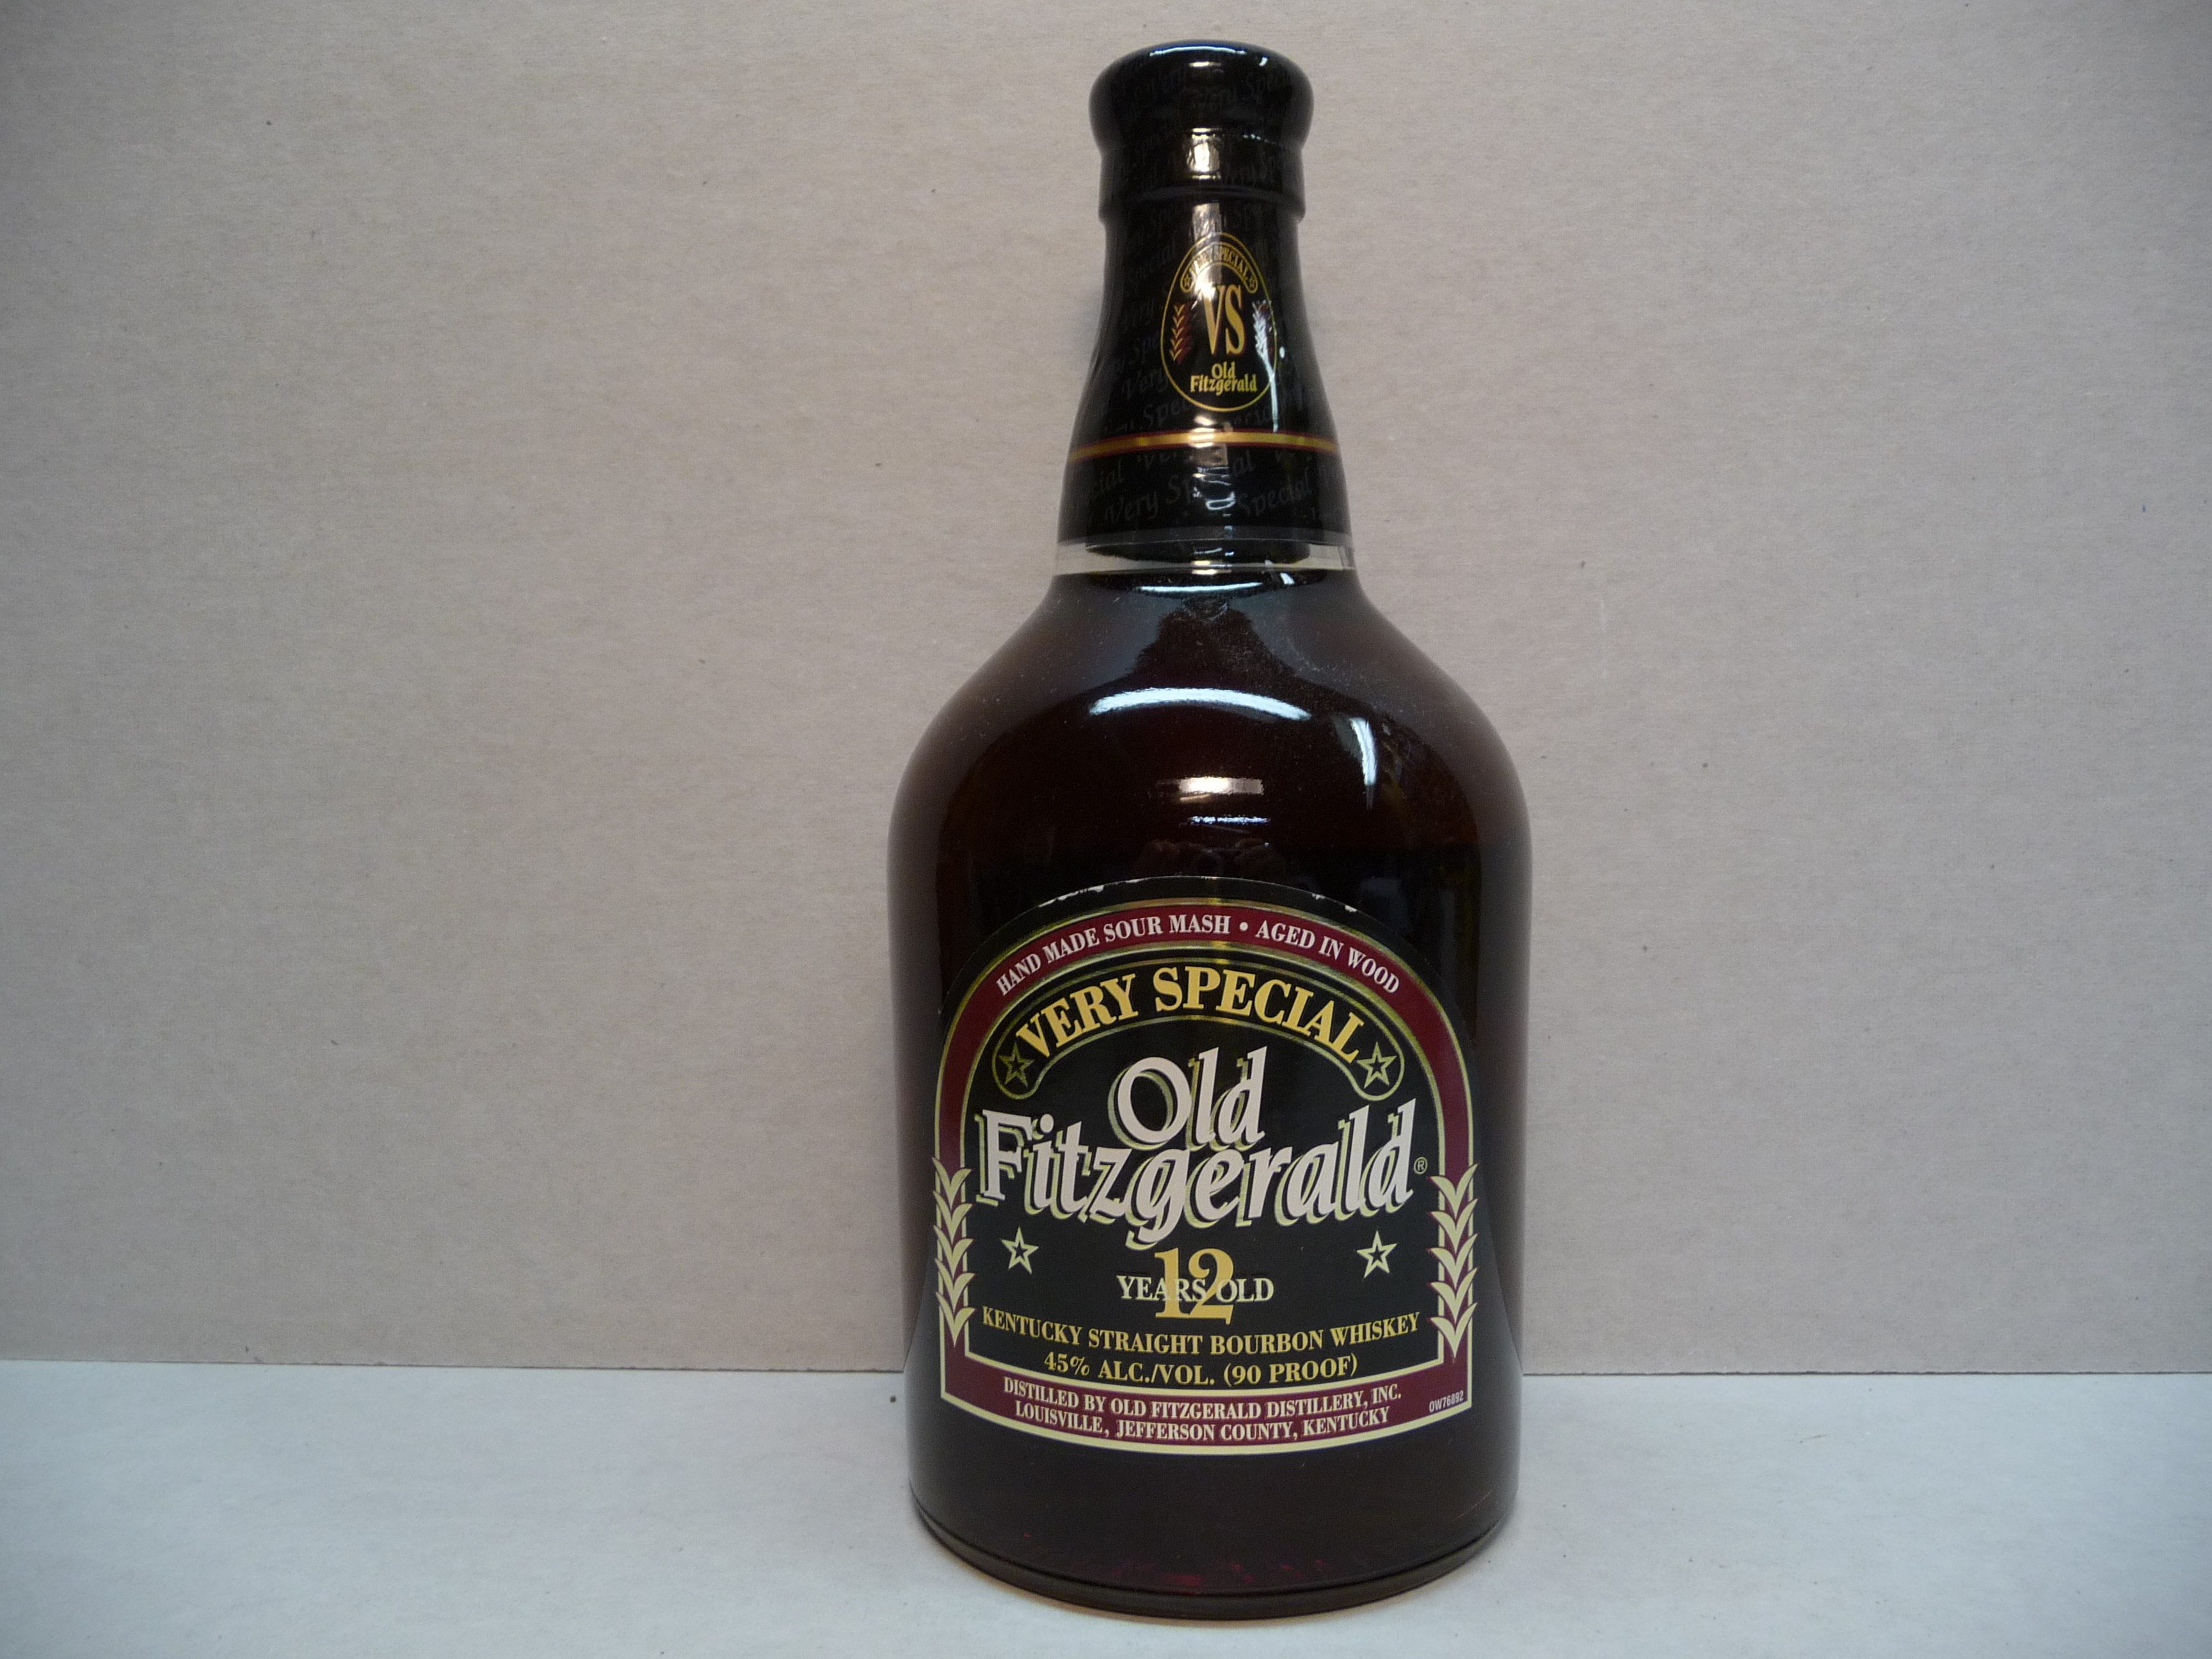 VERY SPECIAL
VS
Old
Fitzgerald
Very Special
HAND MADE SOUR MASH • AGED IN WOOD
VERY SPECIAL
Old
Fitzgerald®
12
YEARS OLD
KENTUCKY STRAIGHT BOURBON WHISKEY
45% ALC./VOL. (90 PROOF)
DISTILLED BY OLD FITZGERALD DISTILLERY, INC.
LOUISVILLE, JEFFERSON COUNTY, KENTUCKY